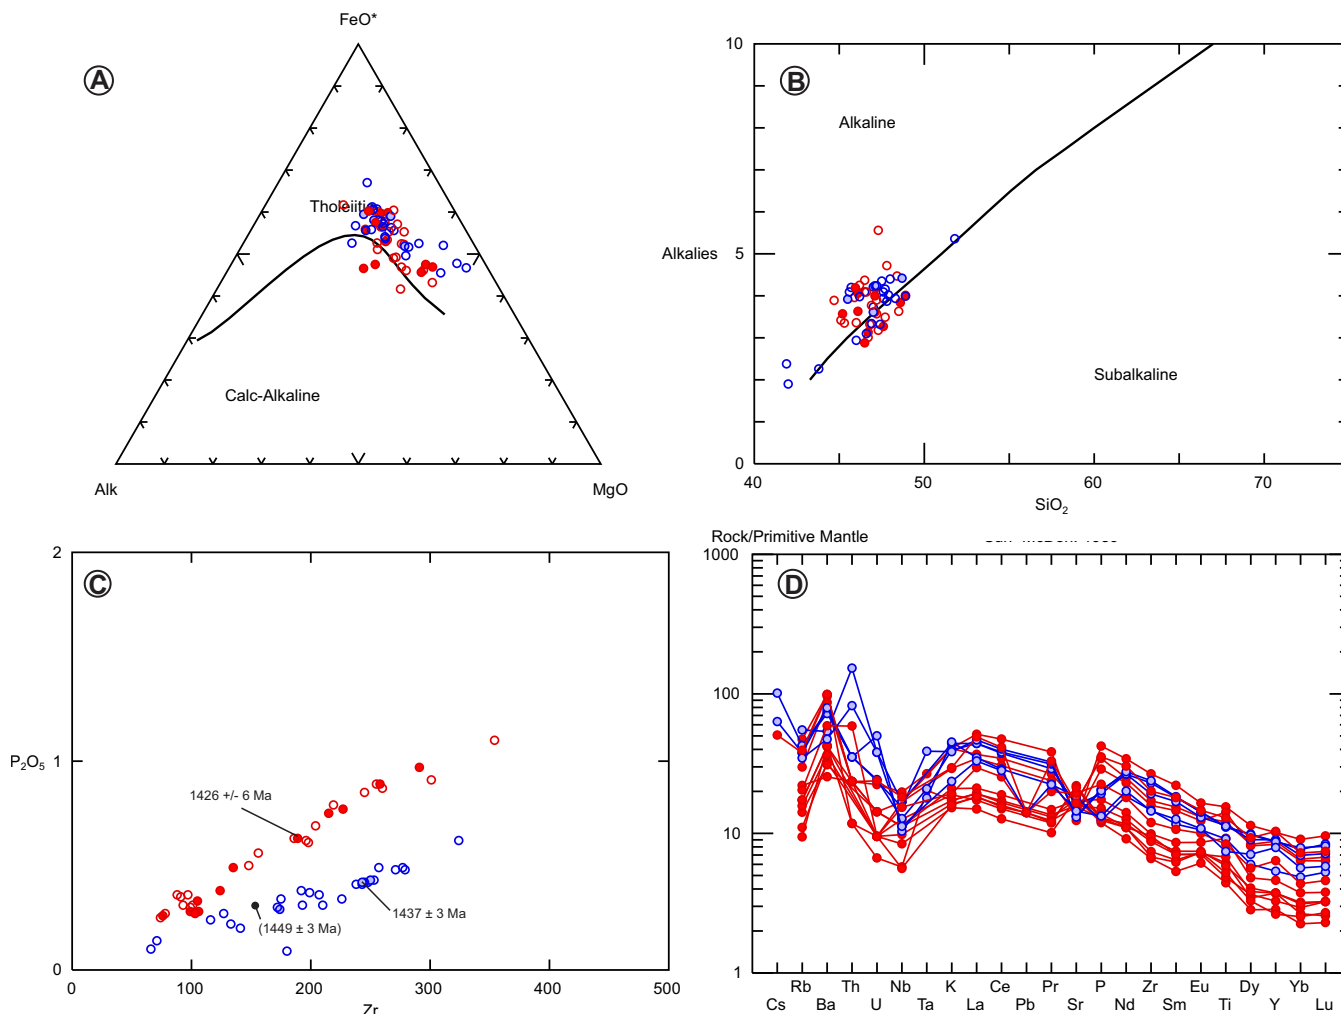 A
FeO*
Tholeiitic
Calc-Alkaline
Alk
MgO
B
10
5
0
Alkalies
Alkaline
Subalkaline
40
50
60
70
SiO₂
C
2
1
0
P₂O₅
1426 +/- 6 Ma
1437 ± 3 Ma
(1449 ± 3 Ma)
0
100
200
300
400
500
Zr
D
Rock/Primitive Mantle
1000
100
10
1
Rb Ba Th U Nb Ta K La Ce Pb Pr Sr P Nd Zr Sm Eu Ti Dy Y Yb Lu
Cs